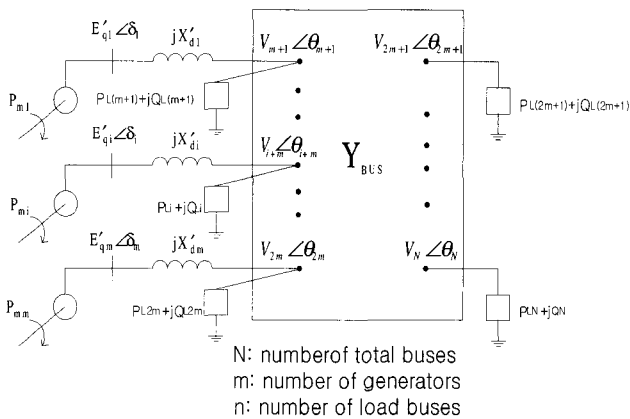 E'q1∠δ1 jX'd1 Vm+1∠θm+1 V2m+1∠θ2m+1
Pm1 PL(m+1)+jQL(m+1) PL(2m+1)+jQL(2m+1)
E'qi∠δi jX'di Vi+m∠θi+m YBUS
Pmi PLi+jQLi
E'qm∠δm jX'dm V2m∠θ2m VN∠θN
Pmm PL2m+jQL2m PLN+jQN
N: numberof total buses
m: number of generators
n: number of load buses